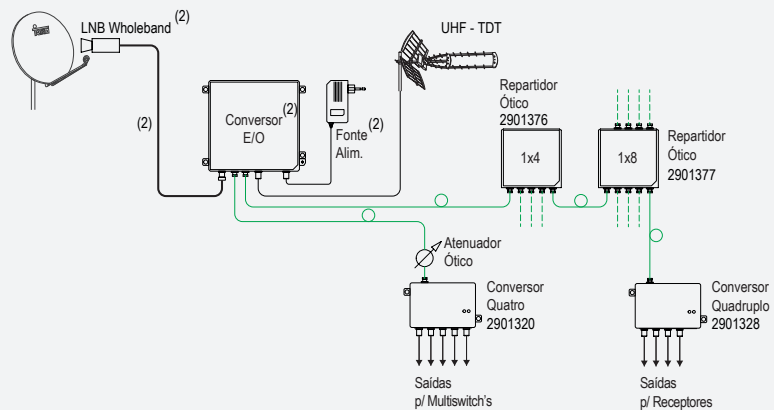 LNB Wholeband (2)
UHF - TDT
(2)
Conversor (2)
E/O
Fonte (2)
Alim.
Repartidor
Ótico
2901376
1x4
1x8
Repartidor
Ótico
2901377
Atenuador
Ótico
Conversor
Quatro
2901320
Conversor
Quadruplo
2901328
Saídas
p/ Multiswitch's
Saídas
p/ Receptores